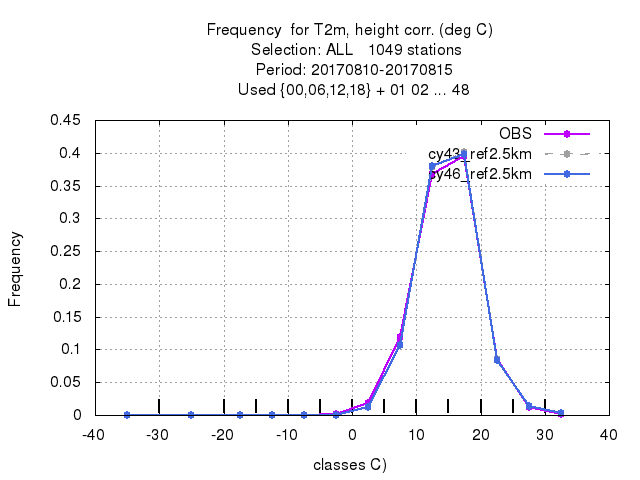 Frequency  for T2m, height corr. (deg C)
Selection: ALL   1049 stations
Period: 20170810-20170815
Used {00,06,12,18} + 01 02 ... 48
0.45
0.4
0.35
0.3
0.25
0.2
0.15
0.1
0.05
0
Frequency
OBS
cy43_ref2.5km
cy46_ref2.5km
-40 -30 -20 -10 0 10 20 30 40
classes C)